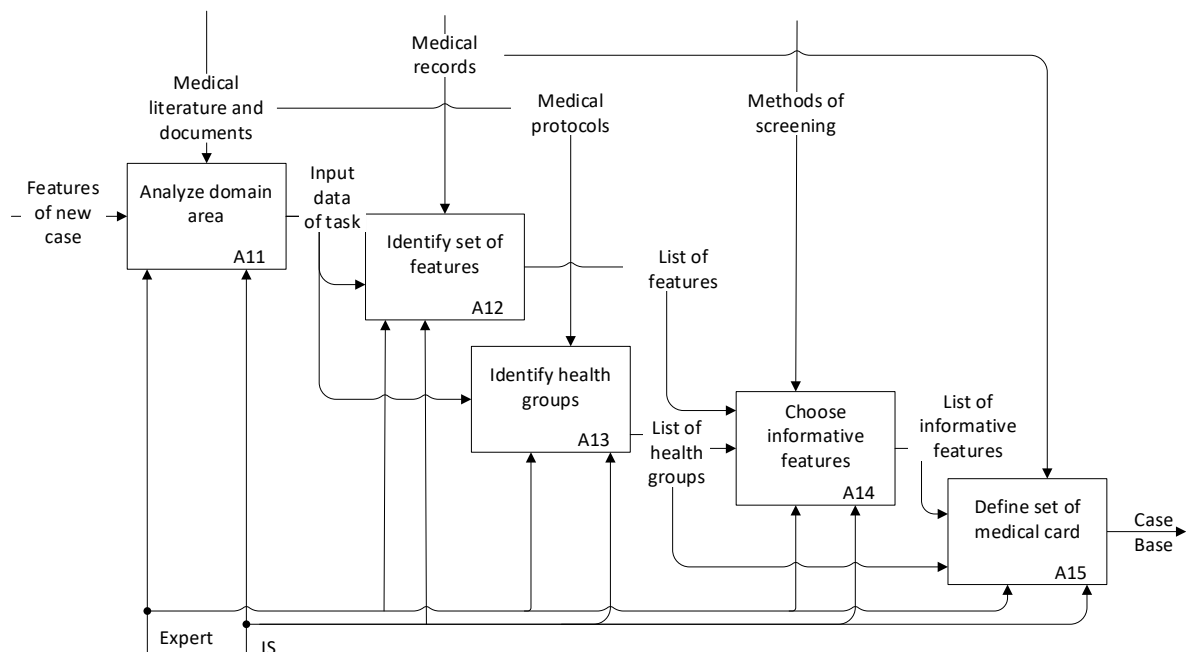 Medical
records
Medical
literature and
documents
Medical
protocols
Methods of
screening
Features
of new
case
Analyze domain
area
A11
Input
data
of task
Identify set of
features
A12
List of
features
Identify health
groups
A13
List of
health
groups
Choose
informative
features
A14
List of
informative
features
Define set of
medical card
A15
Case
Base
Expert
IS